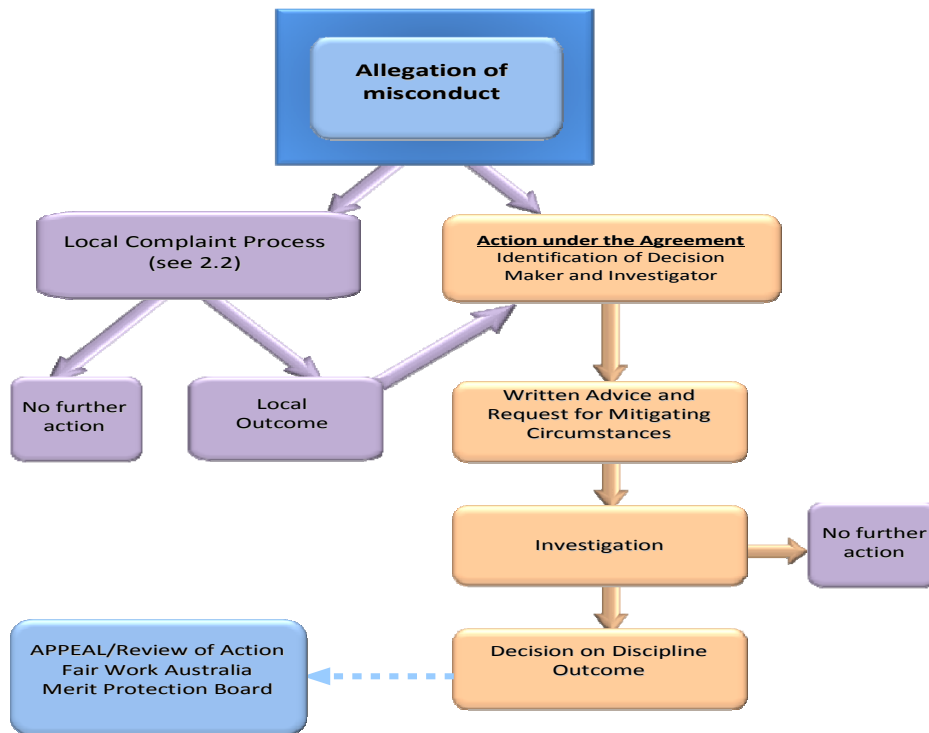 Allegation of
misconduct
Local Complaint Process
(see 2.2)
Action under the Agreement
Identification of Decision
Maker and Investigator
No further
action
Local
Outcome
Written Advice and
Request for Mitigating
Circumstances
Investigation
No further
action
APPEAL/Review of Action
Fair Work Australia
Merit Protection Board
Decision on Discipline
Outcome